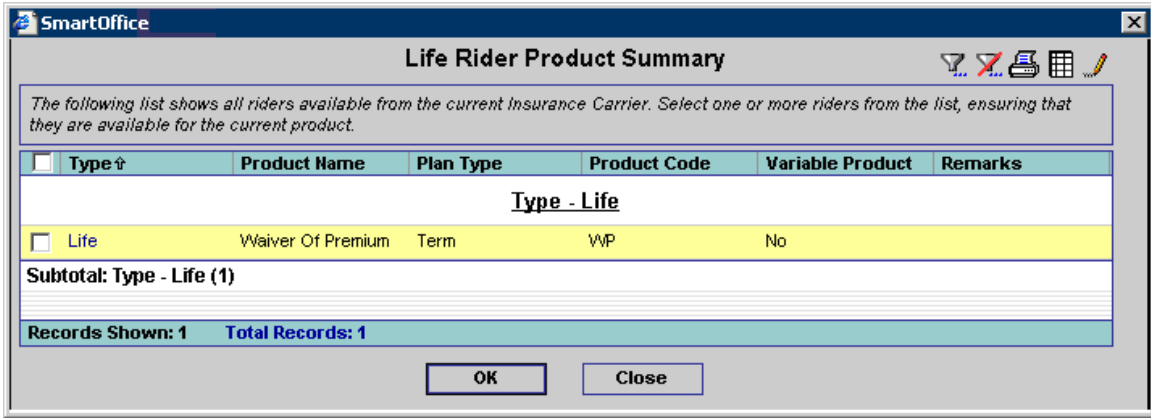 SmartOffice
Life Rider Product Summary
The following list shows all riders available from the current Insurance Carrier. Select one or more riders from the list, ensuring that
they are available for the current product.
Type⇧ Product Name Plan Type Product Code Variable Product Remarks
Type - Life
Life Waiver Of Premium Term WP No
Subtotal: Type - Life (1)
Records Shown: 1 Total Records: 1
OK Close